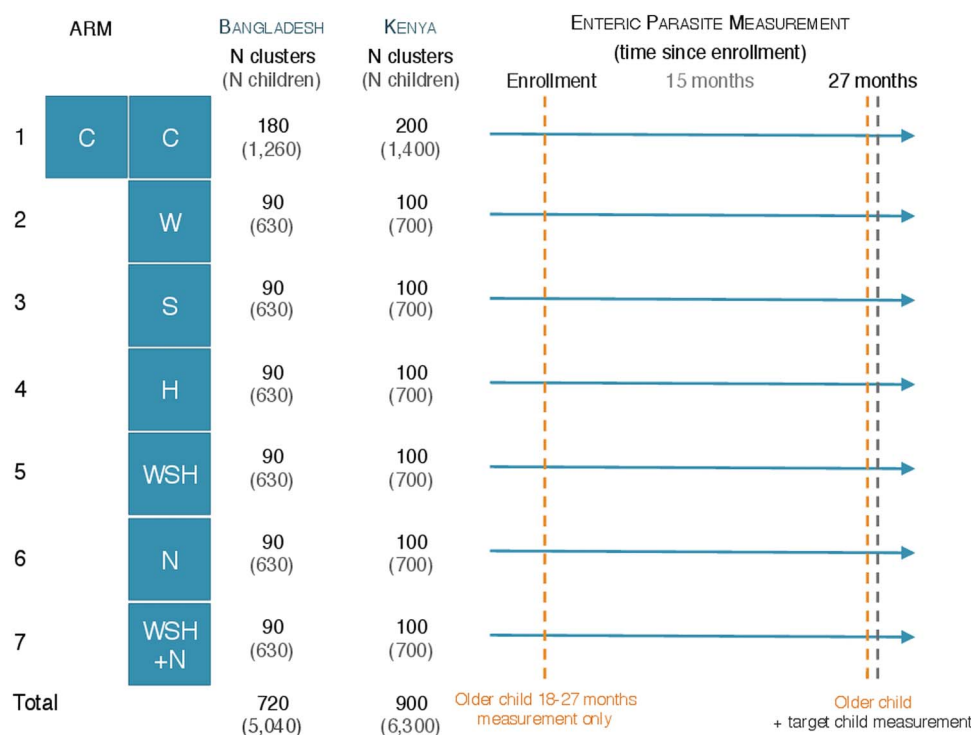 ARM BANGLADESH KENYA ENTERIC PARASITE MEASUREMENT
N clusters N clusters (time since enrollment)
(N children) (N children) Enrollment 15 months 27 months
1 C C 180 200
(1,260) (1,400)
2 W 90 100
(630) (700)
3 S 90 100
(630) (700)
4 H 90 100
(630) (700)
5 WSH 90 100
(630) (700)
6 N 90 100
(630) (700)
7 WSH 90 100
+N (630) (700)
Total 720 900 Older child 18-27 months Older child
(5,040) (6,300) measurement only + target child measurement